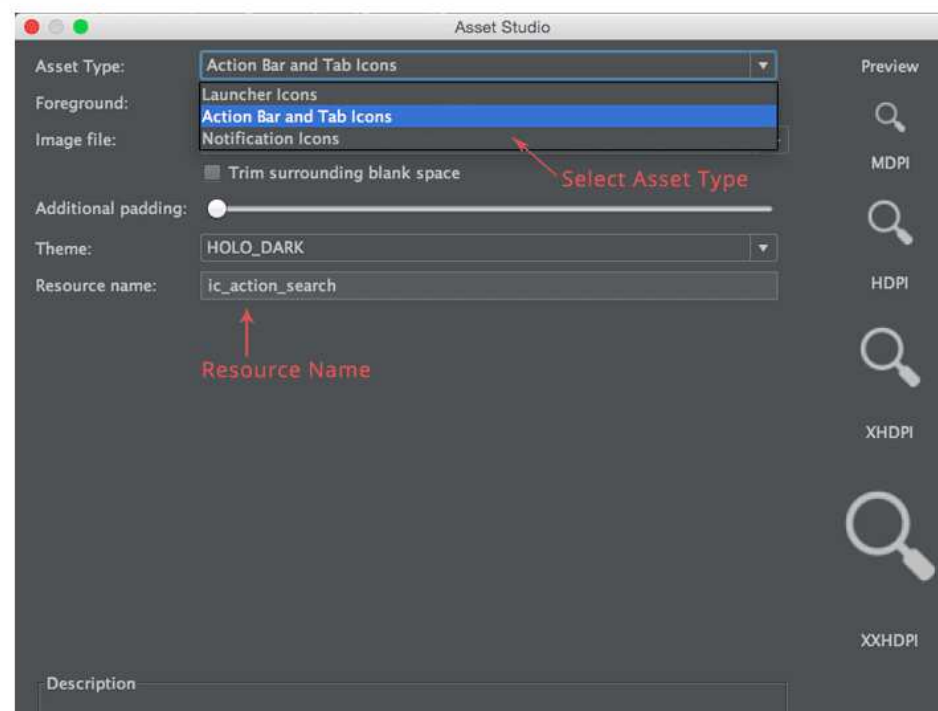 Asset Studio
Asset Type:
Action Bar and Tab Icons
Launcher Icons
Action Bar and Tab Icons
Notification Icons
Foreground:
Image file:
Trim surrounding blank space
Select Asset Type
Additional padding:
Theme:
HOLO_DARK
Resource name:
ic_action_search
Resource Name
Description
Preview
MDPI
HDPI
XHDPI
XXHDPI